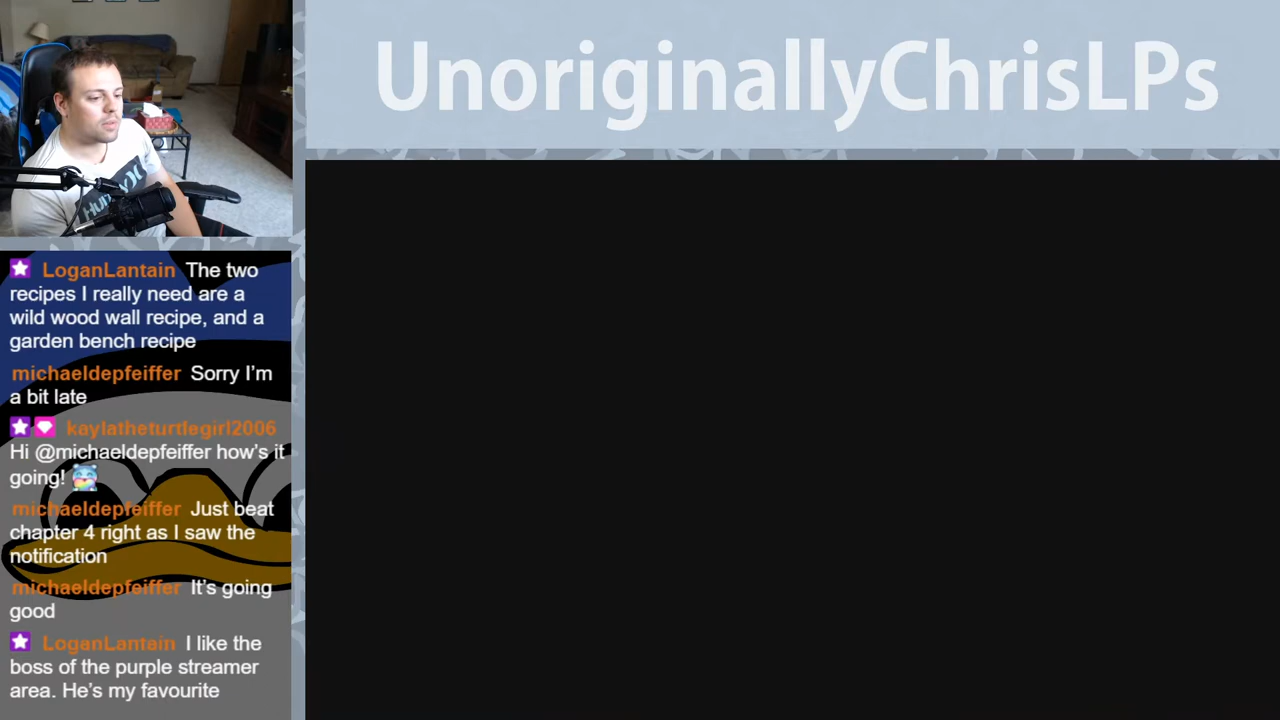 UnoriginallyChrisLPs
LoganLantain The two
recipes I really need are a
wild wood wall recipe, and a
garden bench recipe
michaeldepfeiffer Sorry I'm
a bit late
kaylatheturtlegirl2006
Hi @michaeldepfeiffer how's it
going!
michaeldepfeiffer Just beat
chapter 4 right as I saw the
notification
michaeldepfeiffer It's going
good
LoganLantain I like the
boss of the purple streamer
area. He's my favourite